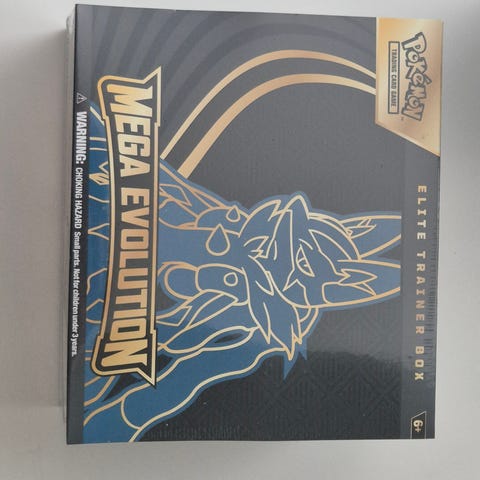 POKéMON™
TRADING CARD GAME
ELITE TRAINER BOX
6+
MEGA EVOLUTION
⚠ WARNING: CHOKING HAZARD Small parts. Not for children under 3 years.